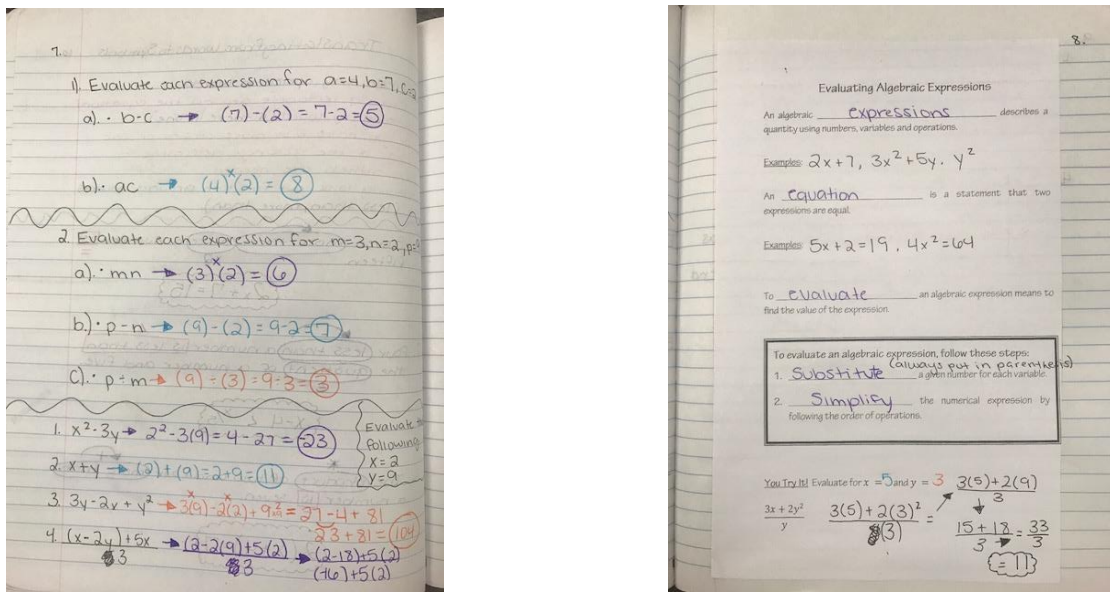 7.
1). Evaluate each expression for a=4, b=7, c=2
a). · b-c → (7)-(2) = 7-2 = 5
b). · ac → (4)x(2) = 8
2. Evaluate each expression for m=3, n=2, p=9
a). · mn → (3)x(2) = 6
b). · p-n → (9)-(2) = 9-2 = 7
c). · p÷m → (9) ÷ (3) = 9÷3 = 3
Evaluate
following
x=2
y=9
1. x²-3y → 2²-3(9) = 4-27 = -23
2. x+y → (2)+(9) = 2+9 = 11
3. 3y-2x + y² → 3(9)-2(2)+9² = 27-4+81
23+81 = 104
4. (x-2y)+5x → (2-2(9)+5(2) → (2-18)+5(2)
3 3 (-16)+5(2)
8.
Evaluating Algebraic Expressions
An algebraic expressions describes a
quantity using numbers, variables and operations.
Examples: 2x+7, 3x²+5y. y²
An equation is a statement that two
expressions are equal.
Examples: 5x+2=19, 4x²=64
To evaluate an algebraic expression means to
find the value of the expression.
To evaluate an algebraic expression, follow these steps:
(always put in parenthesis)
1. Substitute a given number for each variable.
2. Simplify the numerical expression by
following the order of operations.
You Try It! Evaluate for x = 5 and y = 3
3x + 2y²
y
3(5)+2(3)²
(3)
=
3(5)+2(9)
3
15+18
3
=
33
3
= 11